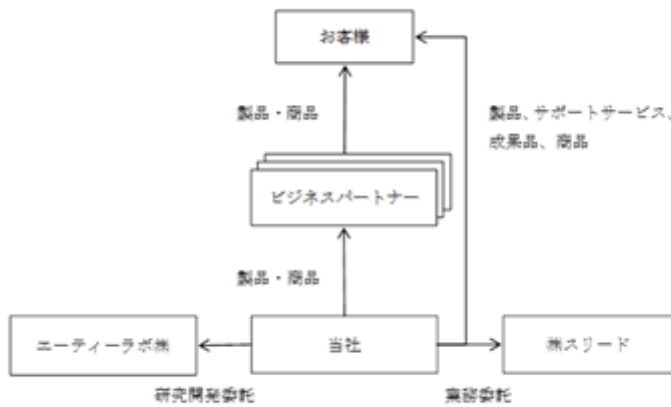 お客様
製品・商品
製品、サポートサービス、
成果品、商品
ビジネスパートナー
製品・商品
エーティーラボ㈱
当社
㈱スリード
研究開発委託
業務委託